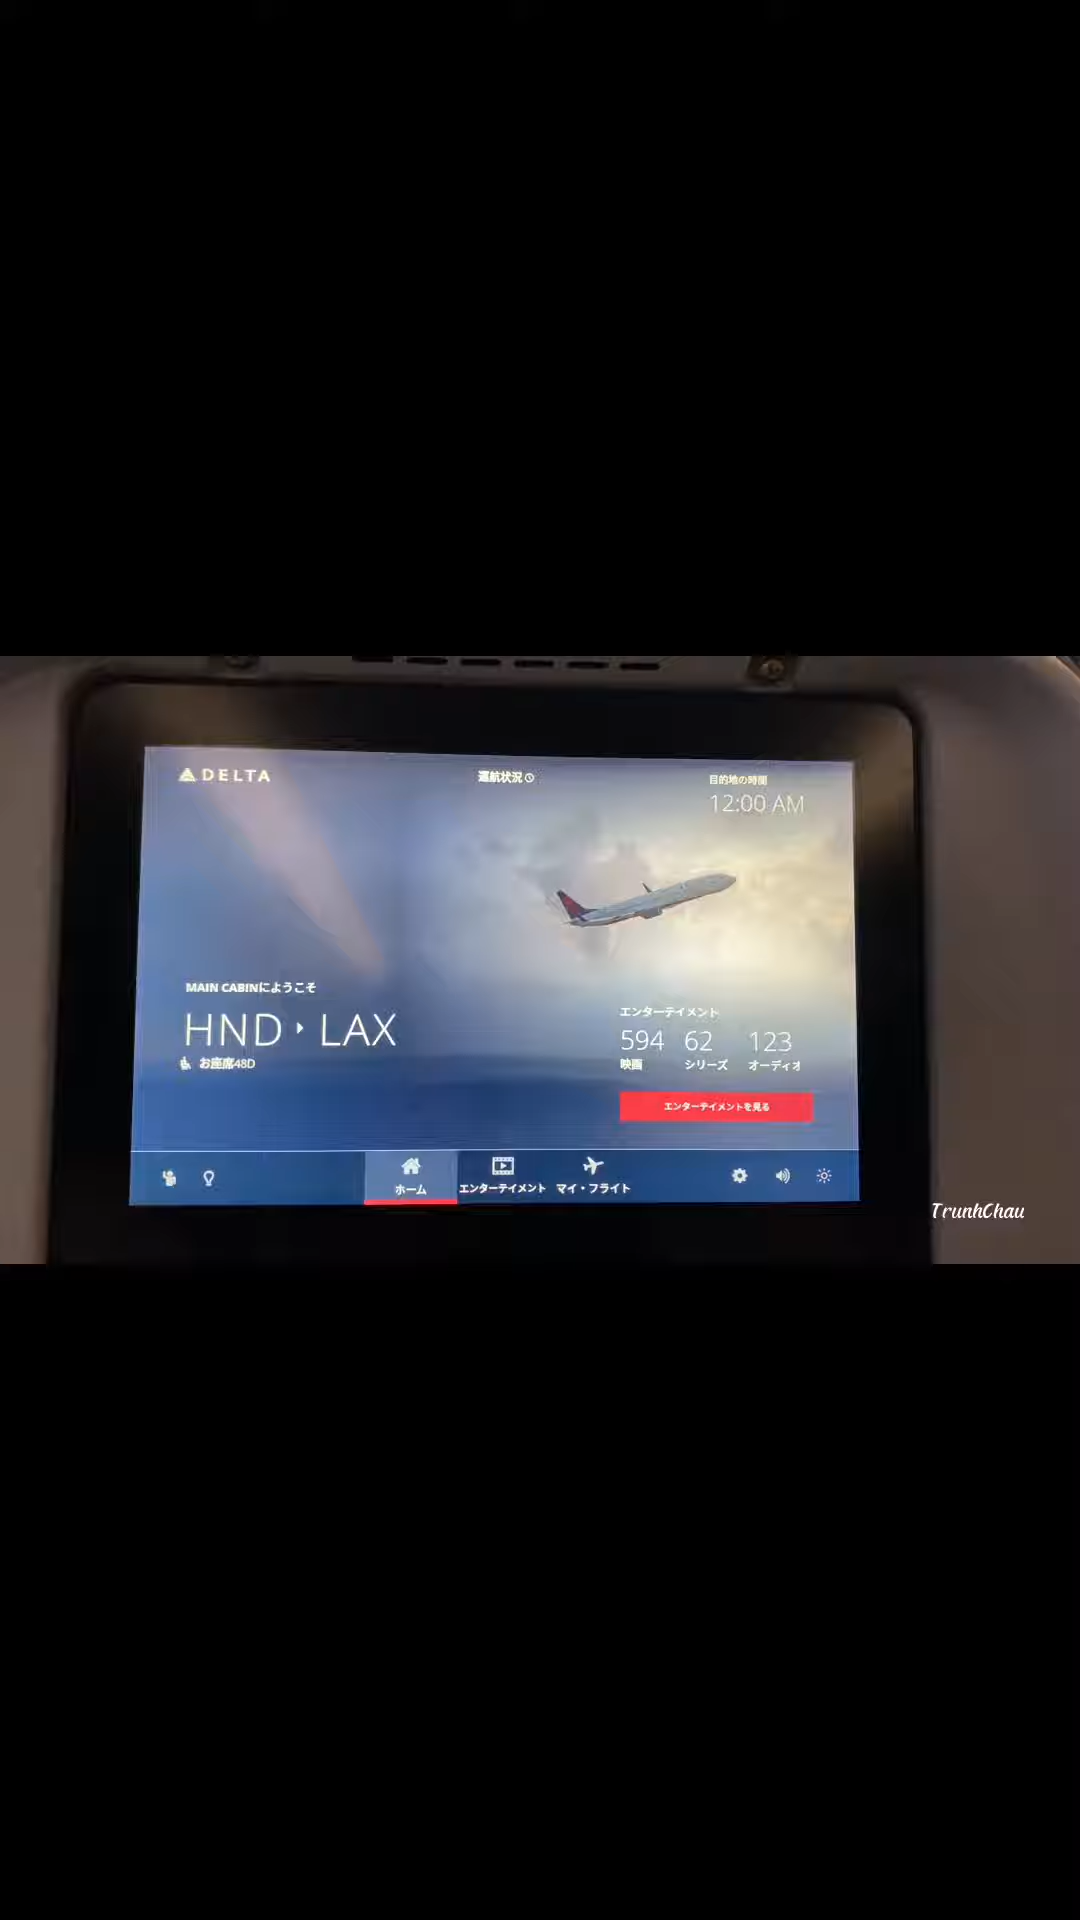 DELTA
運航状況
目的地の時間
12:00 AM
MAIN CABINにようこそ
HND LAX
お座席48D
エンターテイメント
594 62 123
映画 シリーズ オーディオ
エンターテイメントを見る
ホーム エンターテイメント マイ・フライト
TrunhChau